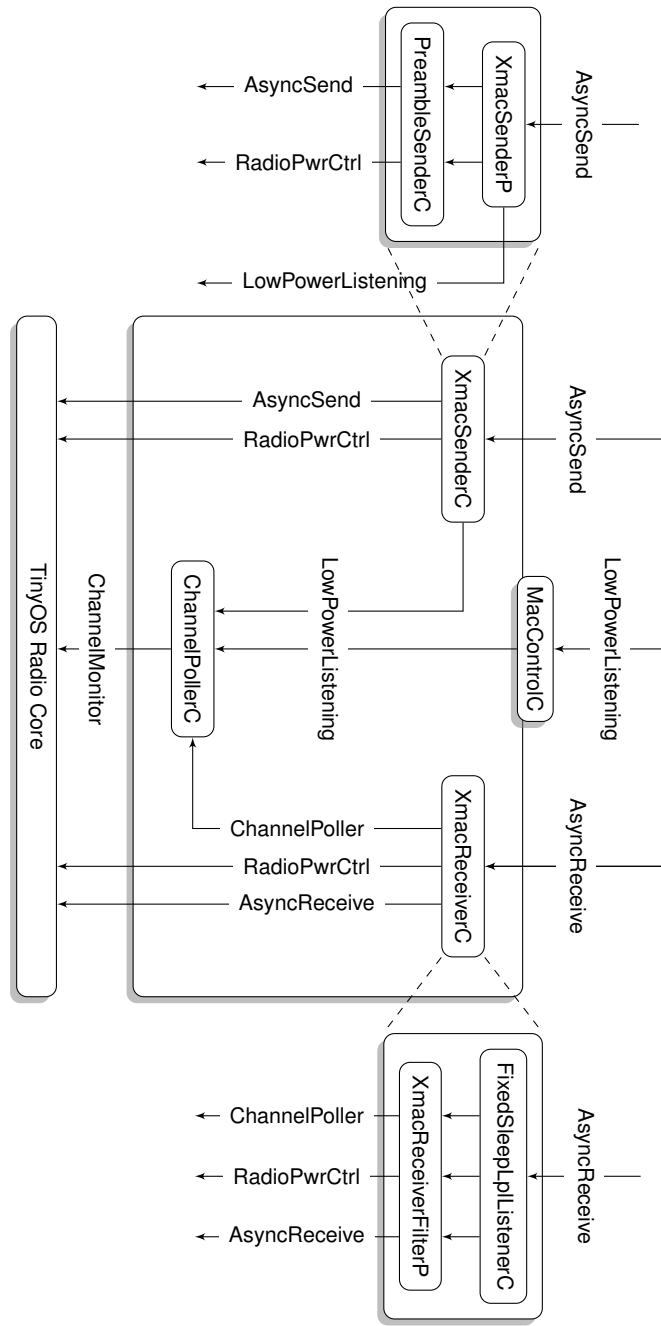 AsyncSend
XmacSenderP
PreambleSenderC
AsyncSend
RadioPwrCtrl
LowPowerListening
AsyncSend
LowPowerListening
AsyncReceive
MacControlC
XmacSenderC
XmacReceiverC
AsyncSend
RadioPwrCtrl
LowPowerListening
ChannelPoller
RadioPwrCtrl
AsyncReceive
ChannelPollerC
ChannelMonitor
TinyOS Radio Core
AsyncReceive
FixedSleepLplListenerC
XmacReceiverFilterP
ChannelPoller
RadioPwrCtrl
AsyncReceive